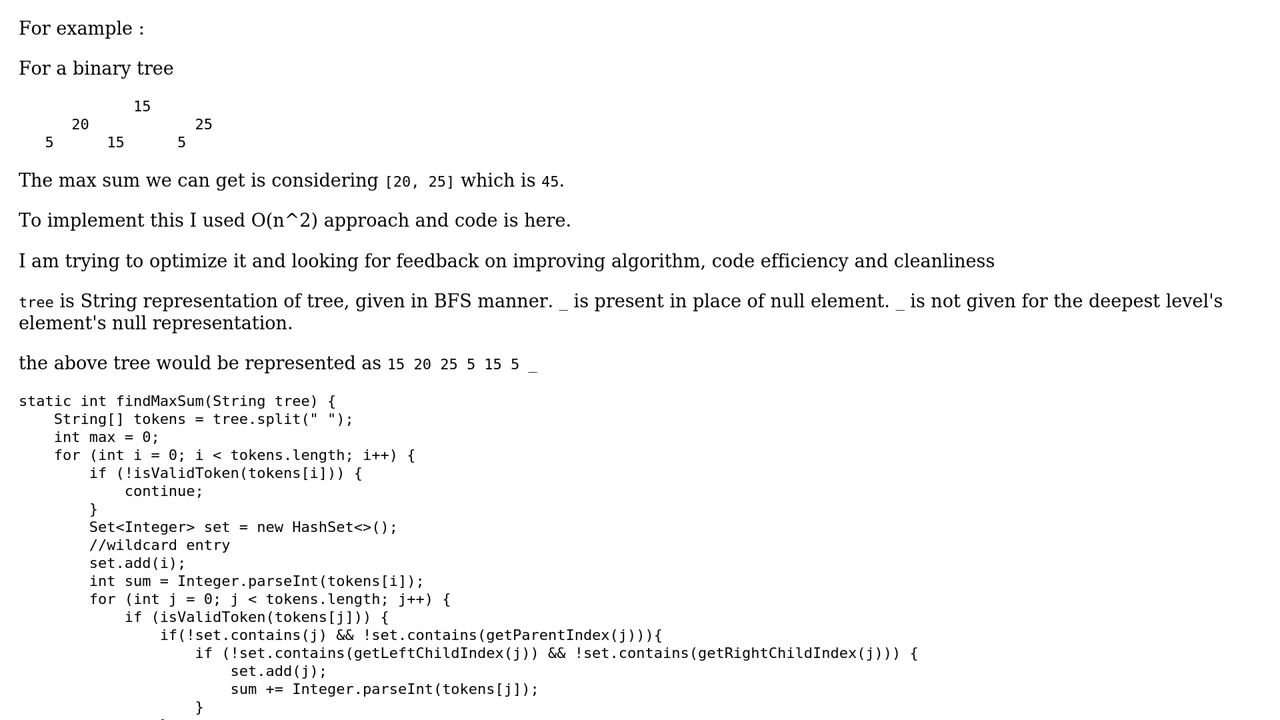 For example :
For a binary tree
15
20 25
5 15 5
The max sum we can get is considering [20, 25] which is 45.
To implement this I used O(n^2) approach and code is here.
I am trying to optimize it and looking for feedback on improving algorithm, code efficiency and cleanliness
tree is String representation of tree, given in BFS manner. _ is present in place of null element. _ is not given for the deepest level's
element's null representation.
the above tree would be represented as 15 20 25 5 15 5 _
static int findMaxSum(String tree) {
    String[] tokens = tree.split(" ");
    int max = 0;
    for (int i = 0; i < tokens.length; i++) {
        if (!isValidToken(tokens[i])) {
            continue;
        }
        Set<Integer> set = new HashSet<>();
        //wildcard entry
        set.add(i);
        int sum = Integer.parseInt(tokens[i]);
        for (int j = 0; j < tokens.length; j++) {
            if (isValidToken(tokens[j])) {
                if(!set.contains(j) && !set.contains(getParentIndex(j))){
                    if (!set.contains(getLeftChildIndex(j)) && !set.contains(getRightChildIndex(j))) {
                        set.add(j);
                        sum += Integer.parseInt(tokens[j]);
                    }